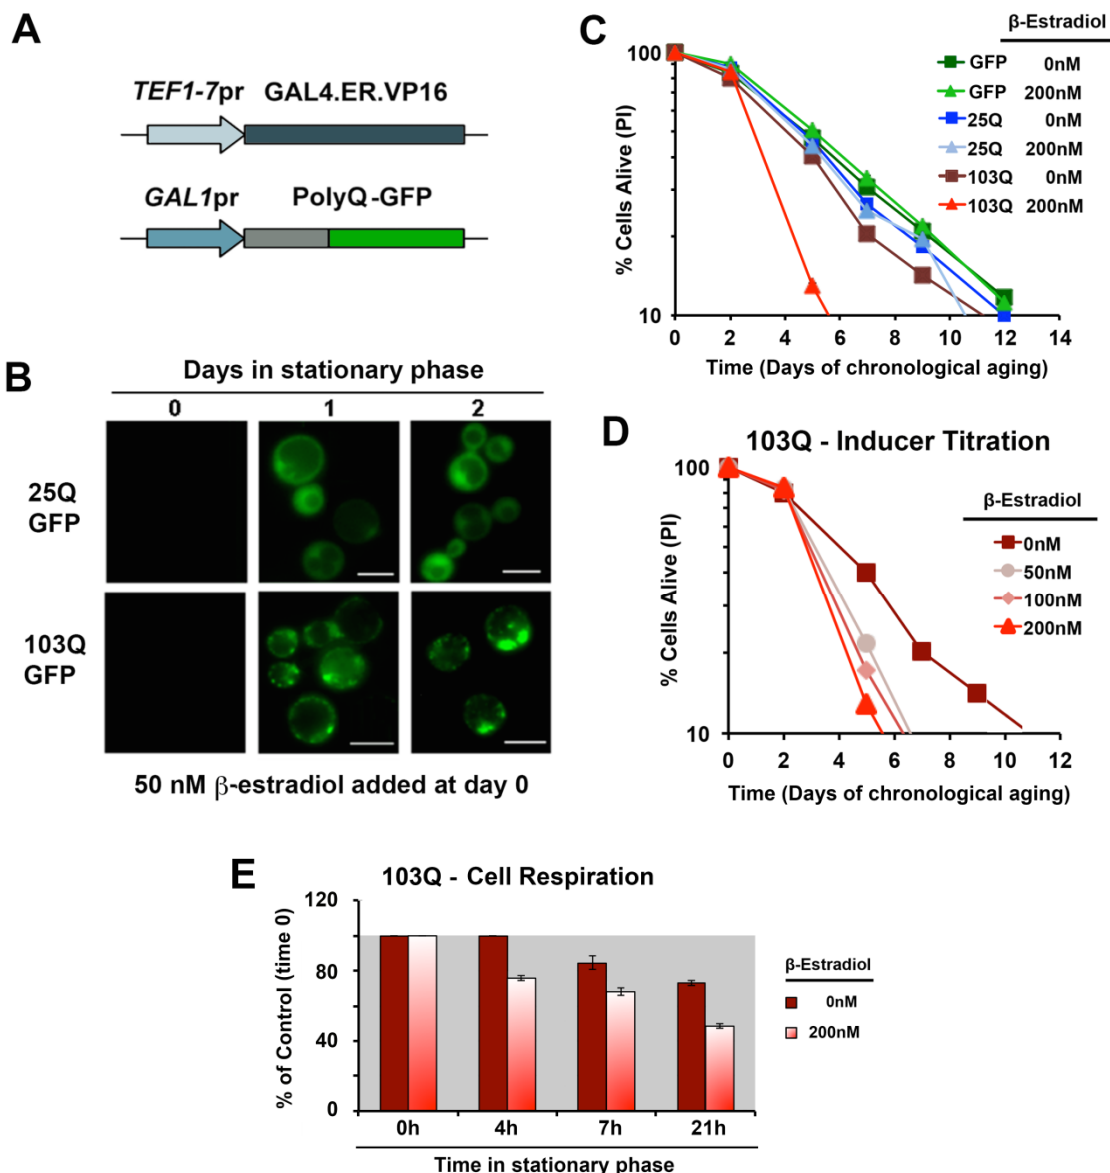 A
TEF1-7pr GAL4.ER.VP16
GAL1pr PolyQ-GFP
B
Days in stationary phase
0 1 2
25Q
GFP
103Q
GFP
50 nM β-estradiol added at day 0
C
β-Estradiol
GFP 0nM
GFP 200nM
25Q 0nM
25Q 200nM
103Q 0nM
103Q 200nM
% Cells Alive (PI)
100
10
0 2 4 6 8 10 12 14
Time (Days of chronological aging)
D
103Q - Inducer Titration
β-Estradiol
0nM
50nM
100nM
200nM
% Cells Alive (PI)
100
10
0 2 4 6 8 10 12
Time (Days of chronological aging)
E
103Q - Cell Respiration
% of Control (time 0)
120
80
80
40
0
0h 4h 7h 21h
Time in stationary phase
β-Estradiol
0nM
200nM